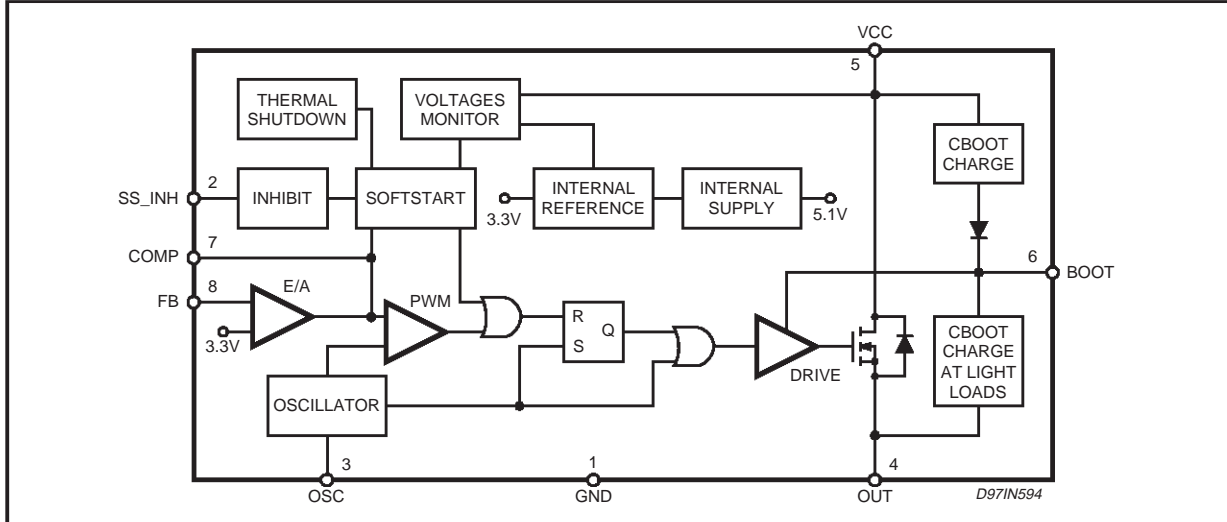 VCC
5
THERMAL
SHUTDOWN
VOLTAGES
MONITOR
CBOOT
CHARGE
SS_INH
2
INHIBIT
SOFTSTART
3.3V
INTERNAL
REFERENCE
INTERNAL
SUPPLY
5.1V
COMP
7
6
BOOT
FB
8
E/A
3.3V
PWM
R
S
Q
DRIVE
CBOOT
CHARGE
AT LIGHT
LOADS
OSCILLATOR
3
OSC
1
GND
4
OUT
D97IN594